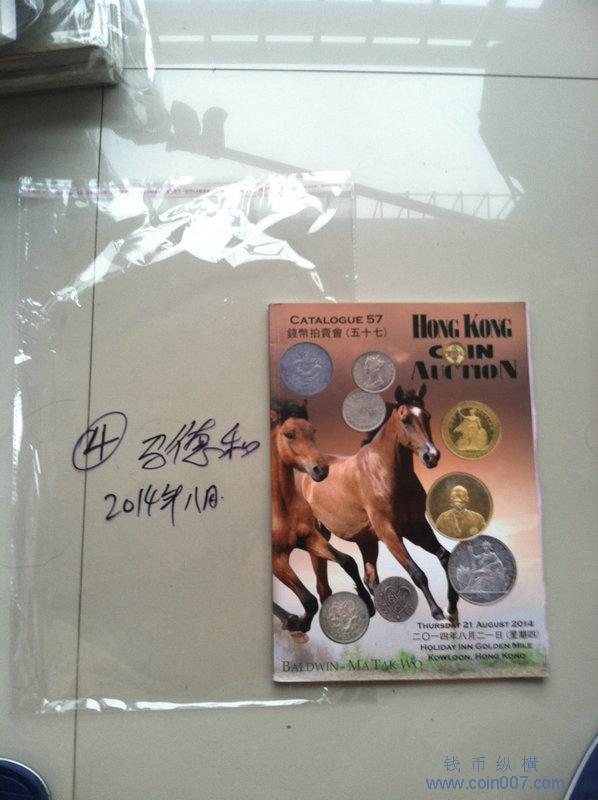 CATALOGUE 57
錢幣拍賣會(五十七)
HONG KONG
COIN
AUCTION
④ 马德和
2014年八月.
THURSDAY 21 AUGUST 2014
二〇一四年八月二一日(星期四)
HOLIDAY INN GOLDEN MILE
KOWLOON, HONG KONG
BALDWIN - MA TAK WO
钱币纵横
www.coin007.com